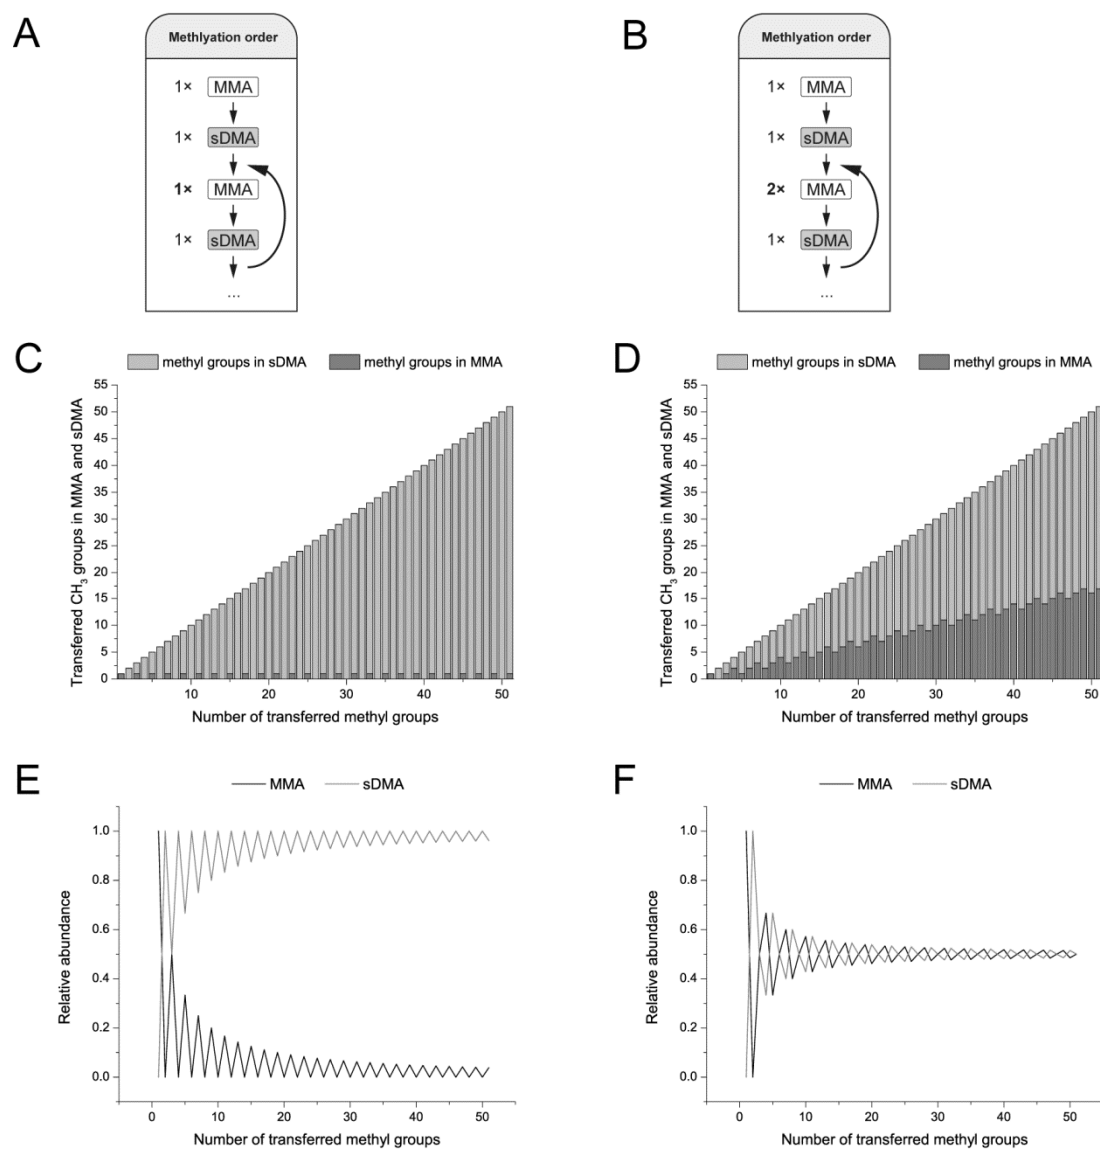 A
Methlyation order
1× MMA
1× sDMA
1× MMA
1× sDMA
...
B
Methlyation order
1× MMA
1× sDMA
2× MMA
1× sDMA
...
C
methyl groups in sDMA methyl groups in MMA
Transferred CH3 groups in MMA and sDMA
55
50
45
40
35
30
25
20
15
10
5
0
10 20 30 40 50
Number of transferred methyl groups
D
methyl groups in sDMA methyl groups in MMA
Transferred CH3 groups in MMA and sDMA
55
50
45
40
35
30
25
20
15
10
5
0
10 20 30 40 50
Number of transferred methyl groups
E
MMA sDMA
Relative abundance
1.0
0.8
0.6
0.4
0.2
0.0
0 10 20 30 40 50
Number of transferred methyl groups
F
MMA sDMA
Relative abundance
1.0
0.8
0.6
0.4
0.2
0.0
0 10 20 30 40 50
Number of transferred methyl groups